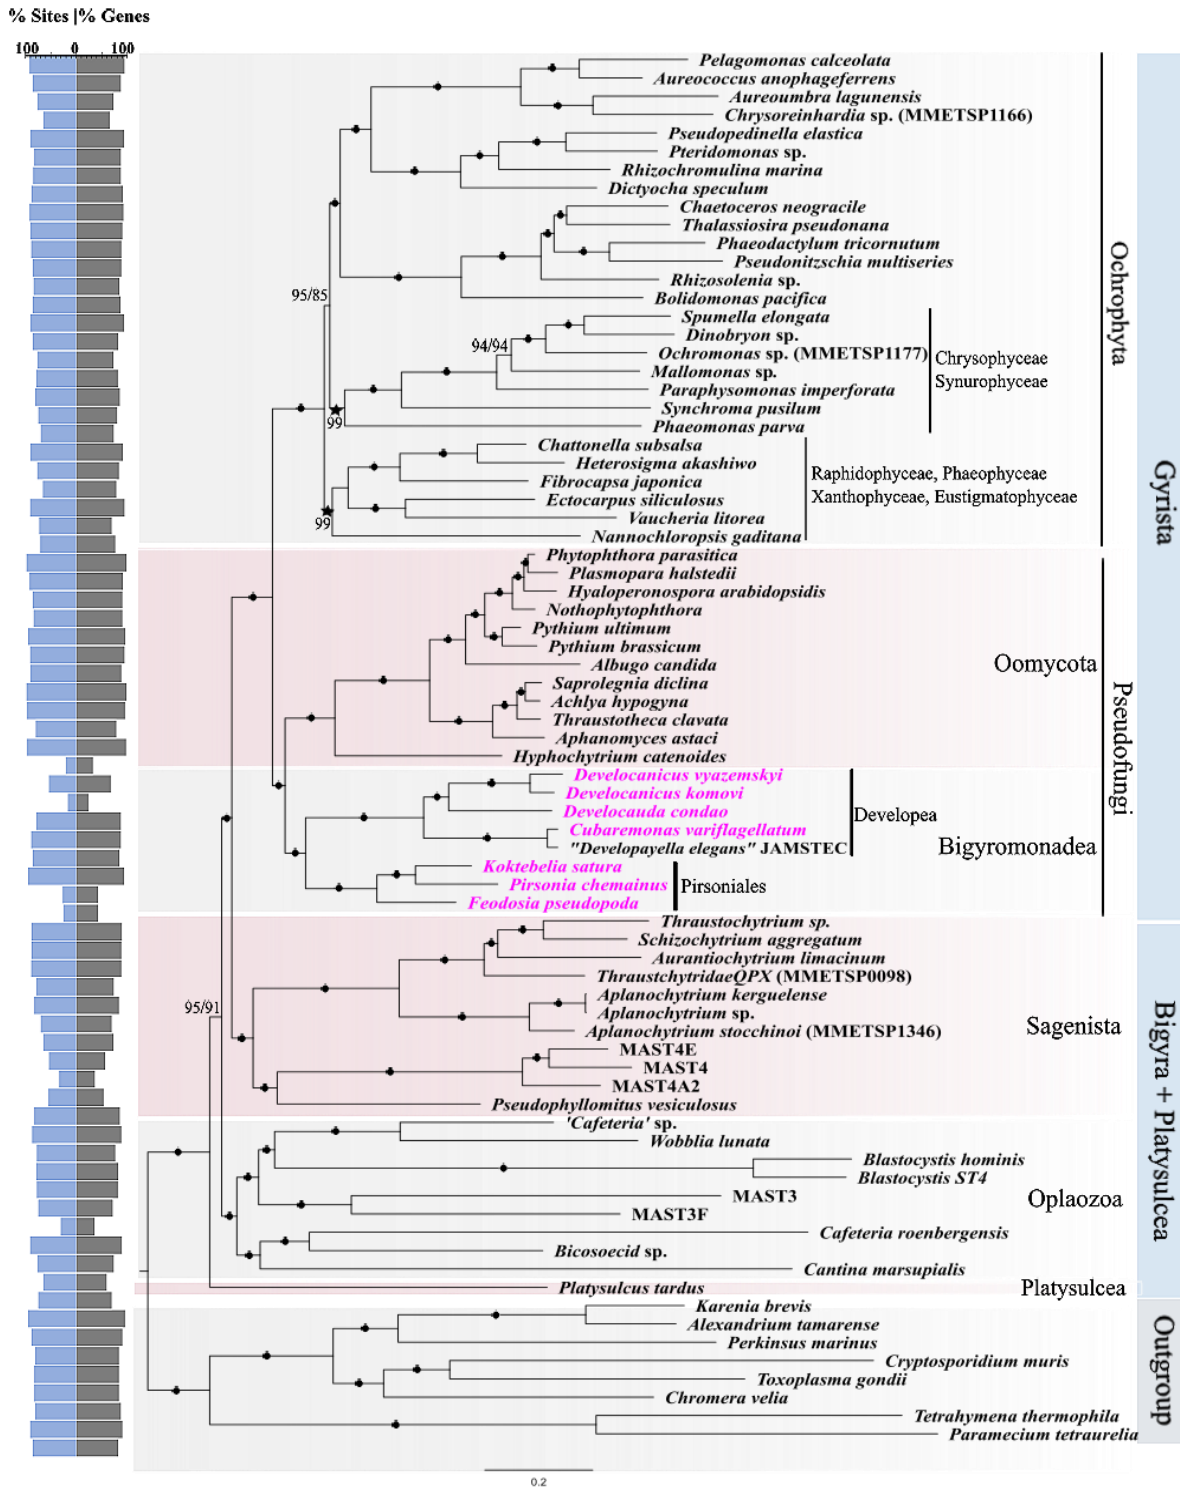 % Sites |% Genes
100 0 100
Pelagomonas calceolata
Aureococcus anophageferrens
Aureoumbra lagunensis
Chrysoreinhardia sp. (MMETSP1166)
Pseudopedinella elastica
Pteridomonas sp.
Rhizochromulina marina
Dictyocha speculum
Chaetoceros neogracile
Thalassiosira pseudonana
Phaeodactylum tricornutum
Pseudonitzschia multiseries
Rhizosolenia sp.
Bolidomonas pacifica
95/85
Spumella elongata
Dinobryon sp.
94/94
Ochromonas sp. (MMETSP1177)
Mallomonas sp.
Paraphysomonas imperforata
Synchroma pusilum
99
Phaeomonas parva
Chrysophyceae
Synurophyceae
Chattonella subsalsa
Heterosigma akashiwo
Fibrocapsa japonica
Ectocarpus siliculosus
Vaucheria litorea
99
Nannochloropsis gaditana
Raphidophyceae, Phaeophyceae
Xanthophyceae, Eustigmatophyceae
Ochrophyta
Gyrista
Phytophthora parasitica
Plasmopara halstedii
Hyaloperonospora arabidopsidis
Nothophytophthora
Pythium ultimum
Pythium brassicum
Albugo candida
Saprolegnia diclina
Achlya hypogyna
Thraustotheca clavata
Aphanomyces astaci
Hyphochytrium catenoides
Oomycota
Pseudofungi
Develocanicus vyazemskyi
Develocanicus komovi
Develocauda condao
Cubaremonas variflagellatum
"Developayella elegans" JAMSTEC
Developea
Bigyromonadea
Koktebelia satura
Pirsonia chemainus
Feodosia pseudopoda
Pirsoniales
Thraustochytrium sp.
Schizochytrium aggregatum
Aurantiochytrium limacinum
ThraustchytridaeQPX (MMETSP0098)
Aplanochytrium kerguelense
Aplanochytrium sp.
Aplanochytrium stocchinoi (MMETSP1346)
95/91
MAST4E
MAST4
MAST4A2
Pseudophyllomitus vesiculosus
Sagenista
Bigyra + Platysulcea
'Cafeteria' sp.
Wobblia lunata
Blastocystis hominis
Blastocystis ST4
MAST3
MAST3F
Cafeteria roenbergensis
Bicosoecid sp.
Cantina marsupialis
Oplaozoa
Platysulcus tardus
Platysulcea
Karenia brevis
Alexandrium tamarense
Perkinsus marinus
Cryptosporidium muris
Toxoplasma gondii
Chromera velia
Tetrahymena thermophila
Paramecium tetraurelia
Outgroup
0.2